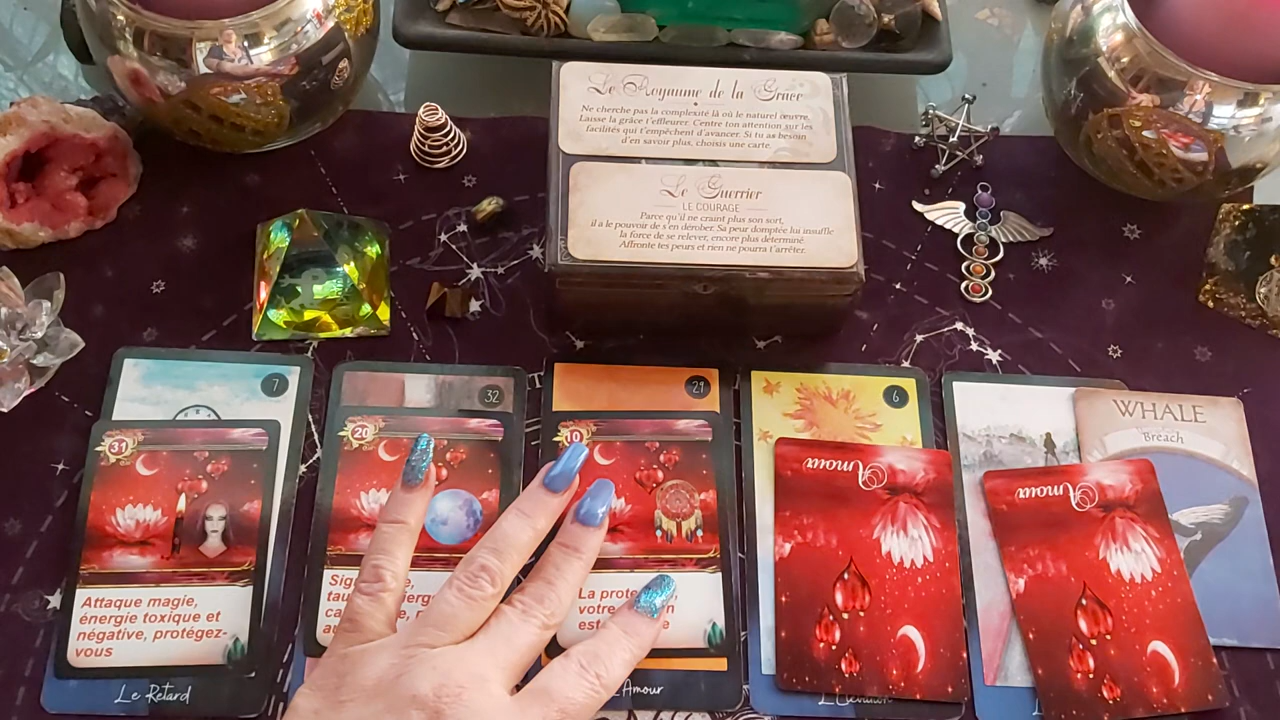 Le Royaume de la Grâce
Ne cherche pas la complexité là où le naturel œuvre.
Laisse la grâce t'effleurer. Centre ton attention sur les
facilités qui t'empêchent d'avancer. Si tu as besoin
d'en savoir plus, choisis une carte.
Le Guerrier
LE COURAGE
Parce qu'il ne craint plus son sort,
il a le pouvoir de s'en dérober. Sa peur domptée lui insuffle
la force de se relever, encore plus déterminé.
Affronte tes peurs et rien ne pourra t'arrêter.
7
32
29
6
31
20
10
WHALE
Breach
Amour
Amour
Attaque magie,
énergie toxique et
négative, protégez-
vous
La
votre
est
Le Retard
L'Amour